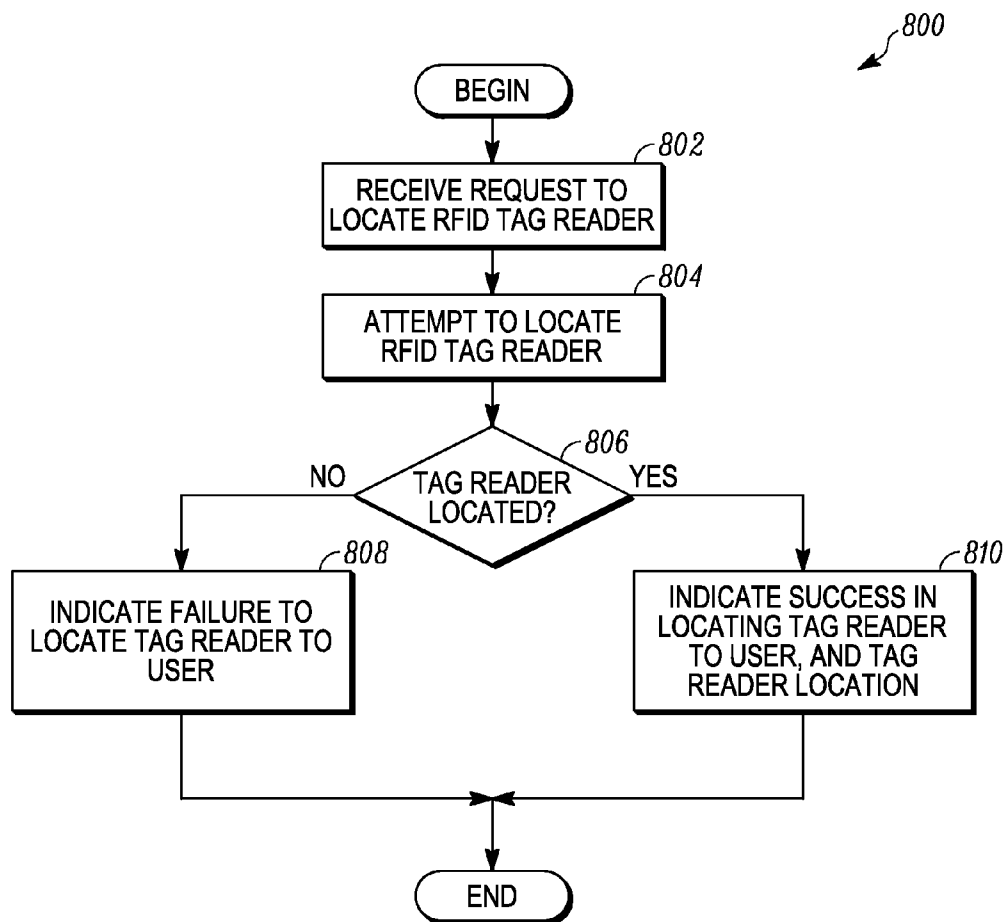 800
BEGIN
802
RECEIVE REQUEST TO
LOCATE RFID TAG READER
804
ATTEMPT TO LOCATE
RFID TAG READER
806
NO
TAG READER
LOCATED?
YES
808
INDICATE FAILURE TO
LOCATE TAG READER TO
USER
810
INDICATE SUCCESS IN
LOCATING TAG READER
TO USER, AND TAG
READER LOCATION
END